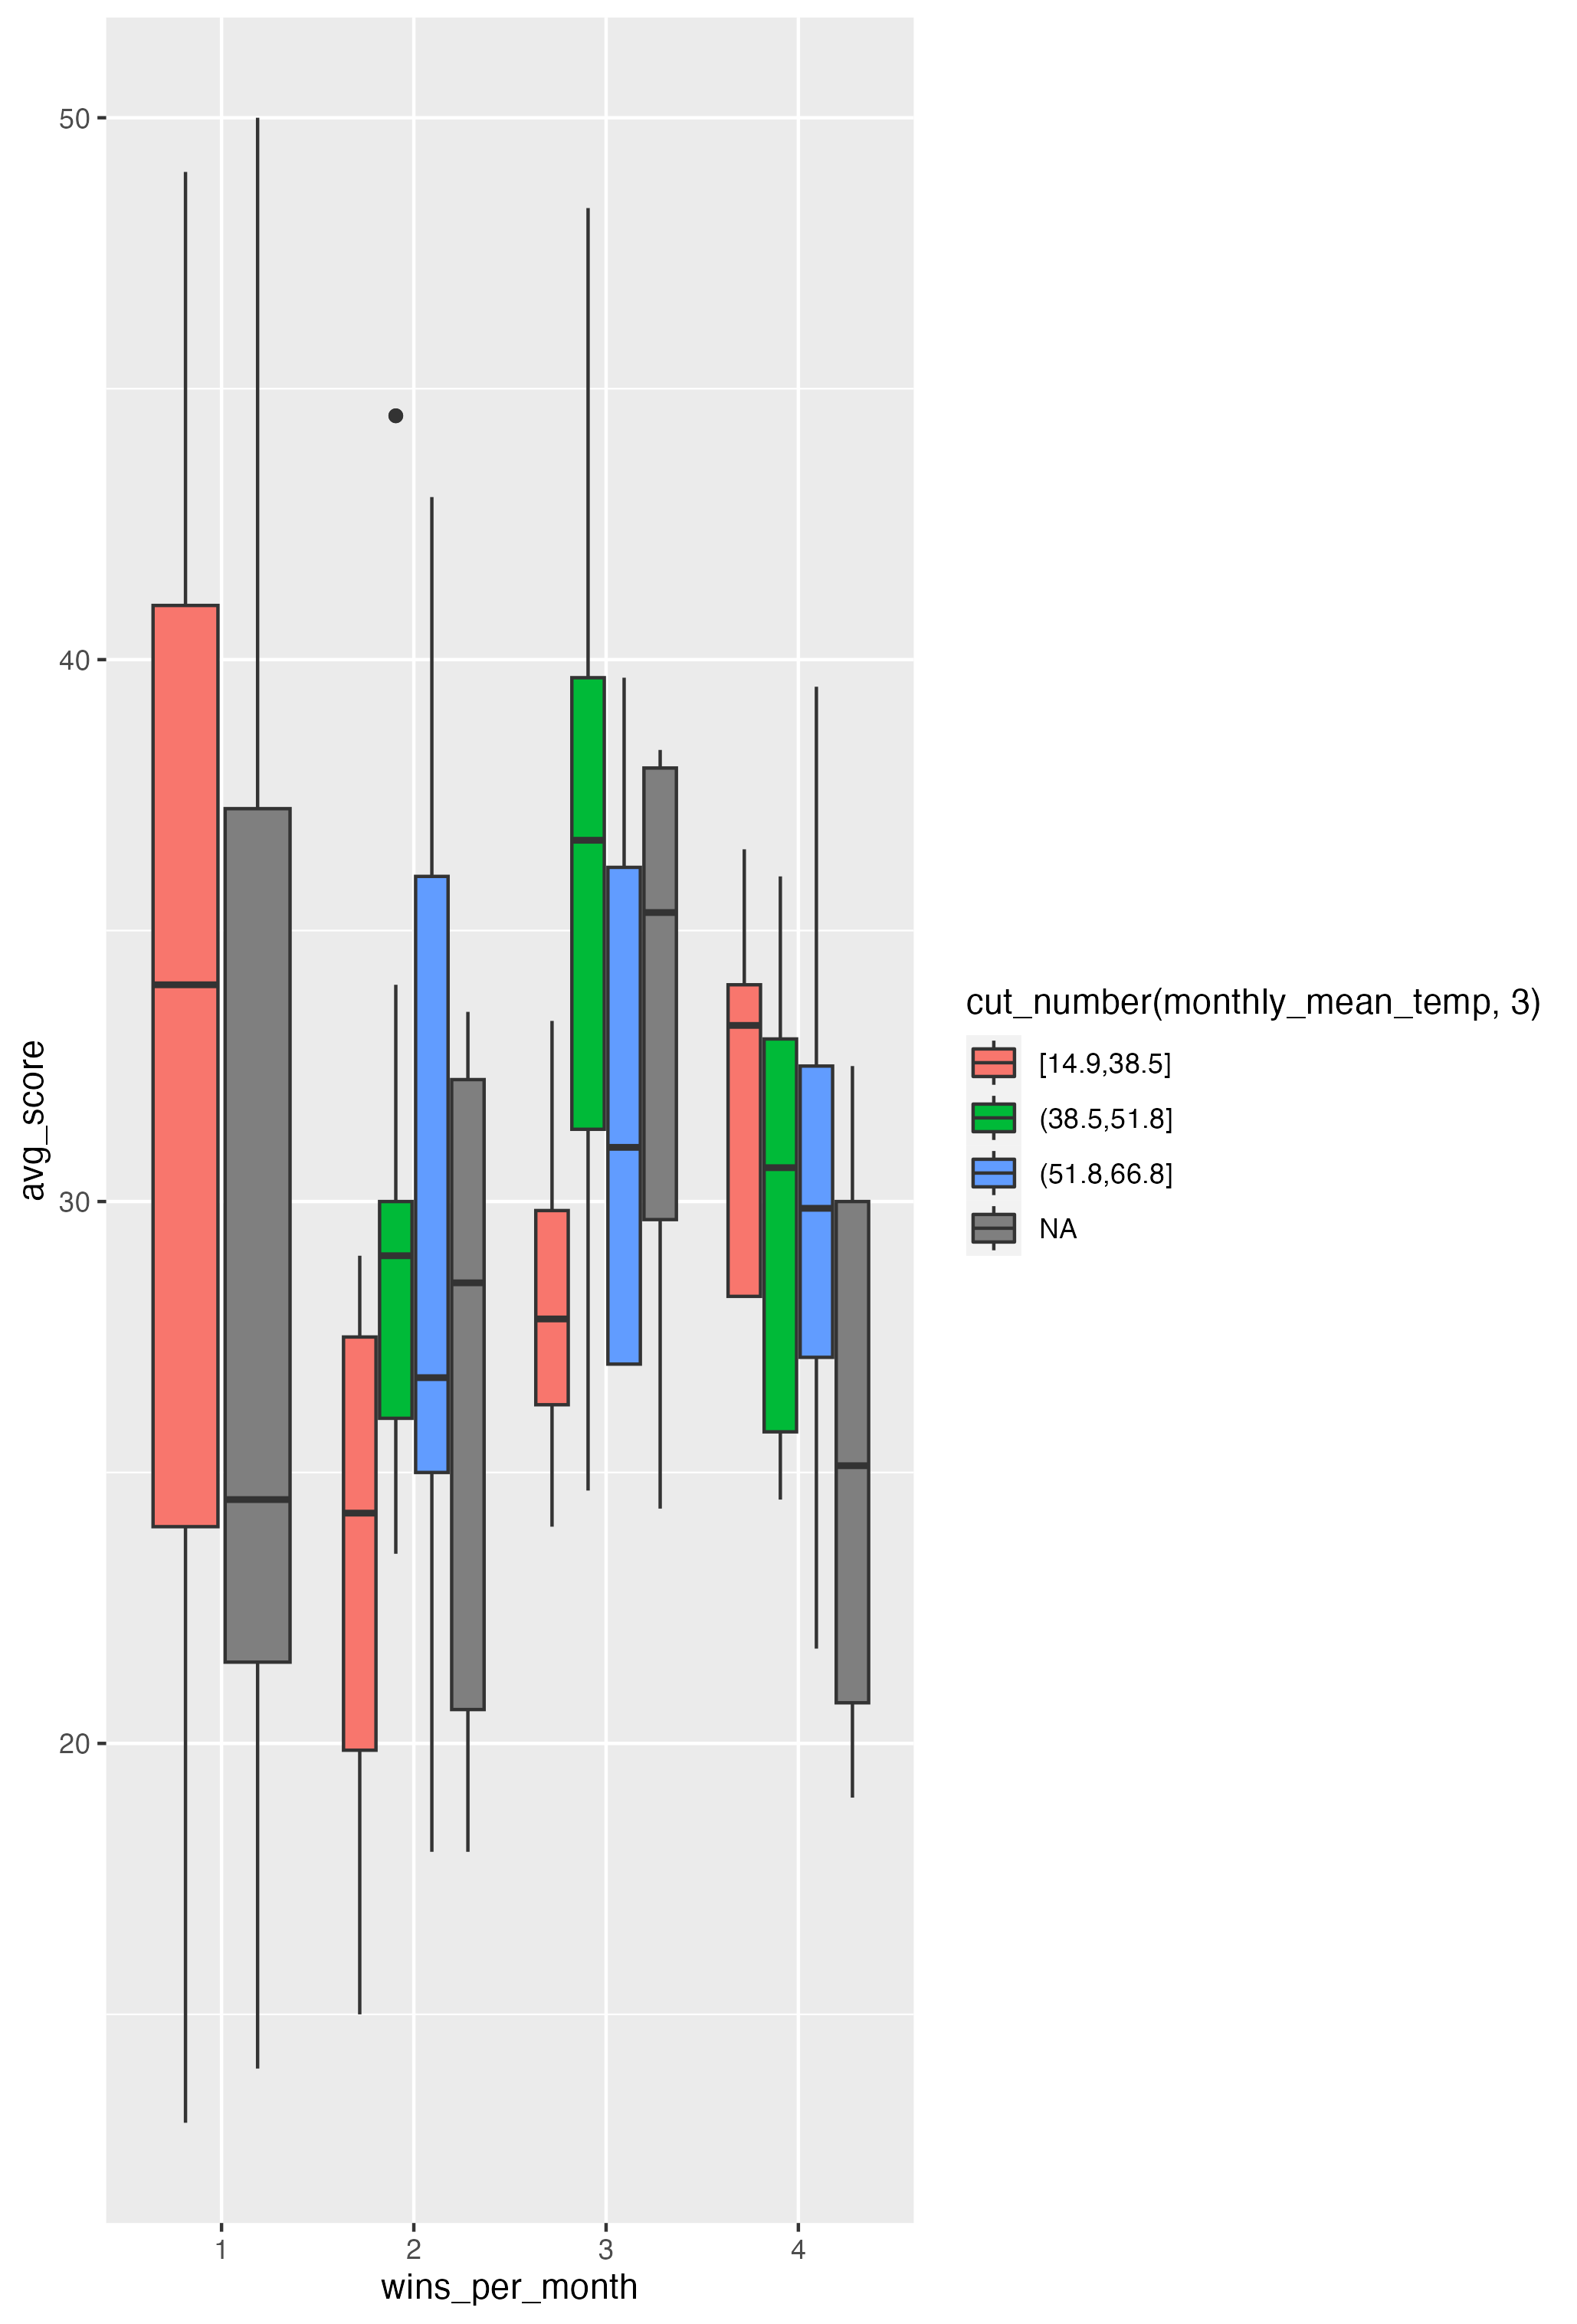 50
40
30
20
avg_score
1 2 3 4
wins_per_month
cut_number(monthly_mean_temp, 3)
[14.9,38.5]
(38.5,51.8]
(51.8,66.8]
NA